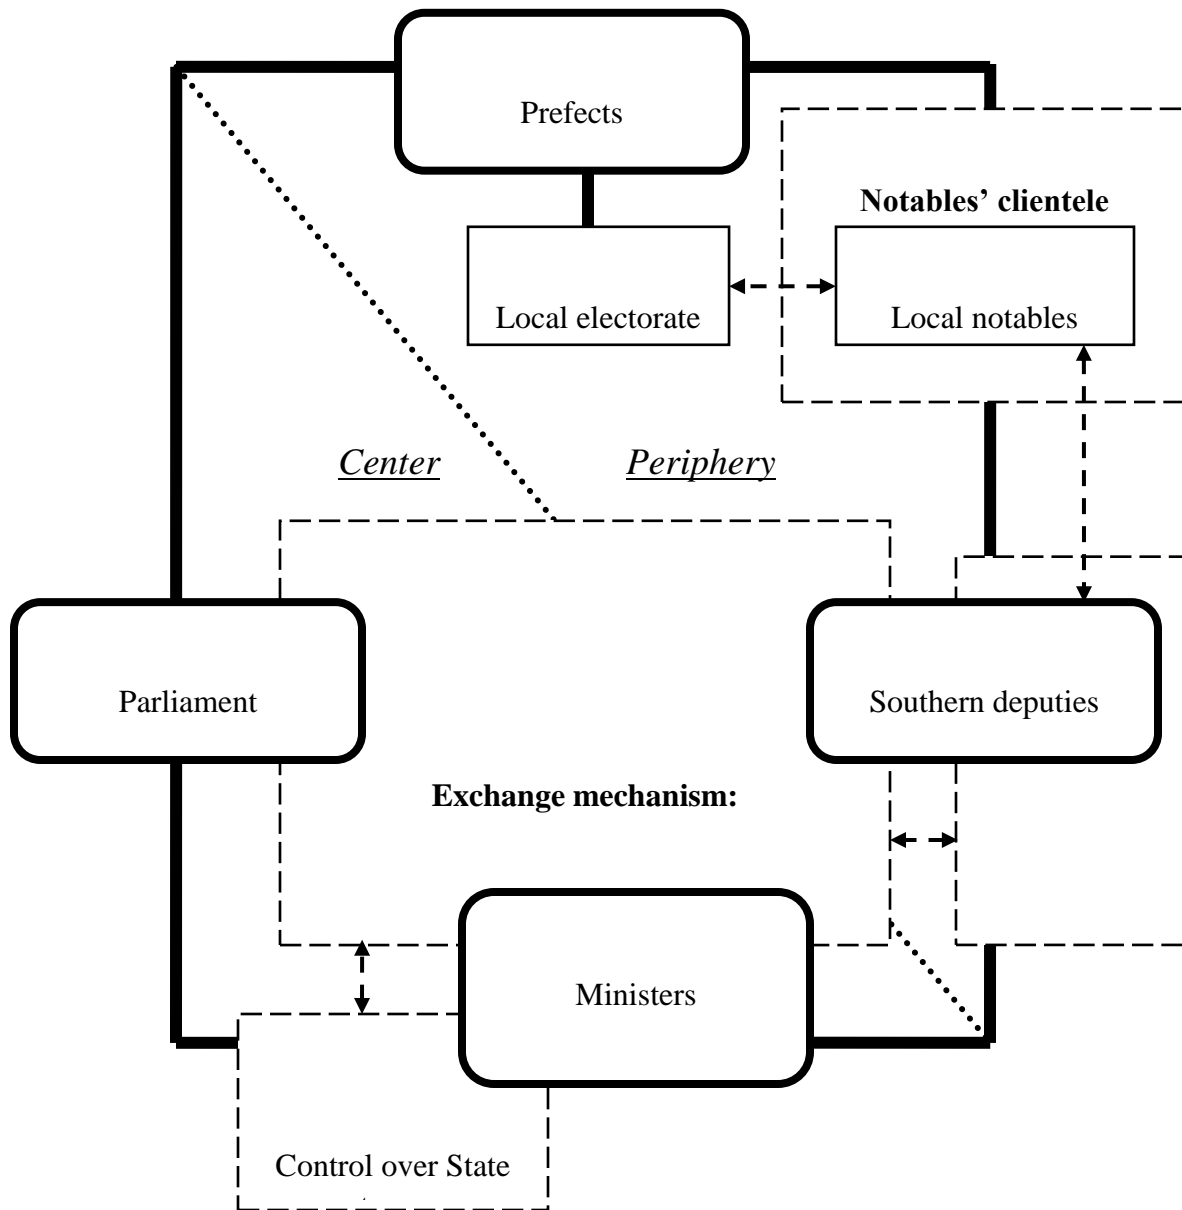 Prefects
Notables’ clientele
Local electorate
Local notables
Center
Periphery
Parliament
Southern deputies
Exchange mechanism:
Ministers
Control over State